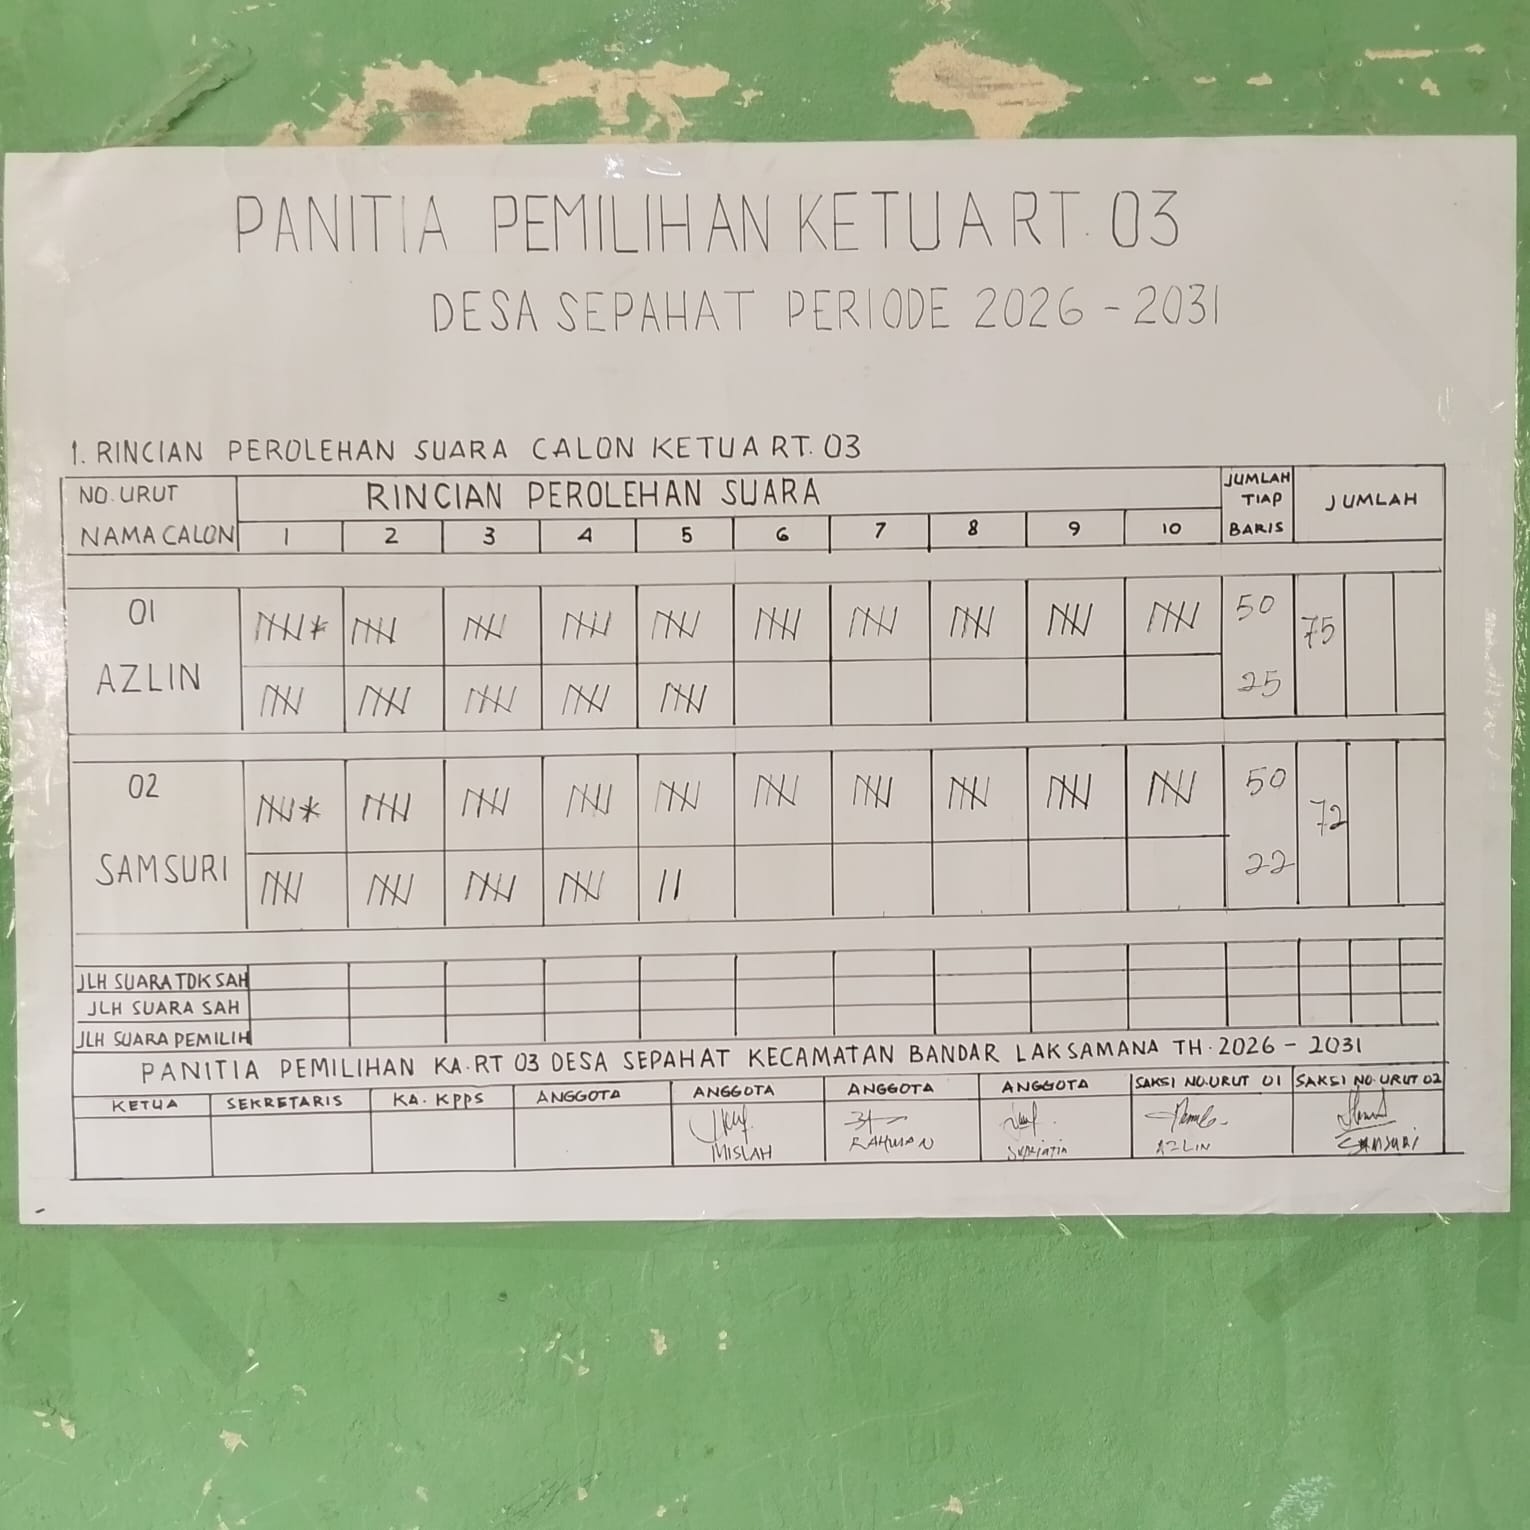 PANITIA PEMILIHAN KETUA RT. 03
DESA SEPAHAT PERIODE 2026 - 2031
1. RINCIAN PEROLEHAN SUARA CALON KETUA RT. 03
NO. URUT
NAMA CALON
RINCIAN PEROLEHAN SUARA
1 2 3 4 5 6 7 8 9 10
JUMLAH
TIAP
BARIS
JUMLAH
01
AZLIN
50
25
75
02
SAMSURI
50
22
72
JLH SUARA TDK SAH
JLH SUARA SAH
JLH SUARA PEMILIH
PANITIA PEMILIHAN KA. RT 03 DESA SEPAHAT KECAMATAN BANDAR LAKSAMANA TH. 2026 - 2031
KETUA SEKRETARIS KA. KPPS ANGGOTA ANGGOTA ANGGOTA ANGGOTA SAKSI NO. URUT 01 SAKSI NO. URUT 02
MISLAH RAHMAN AZLIN SAMSURI